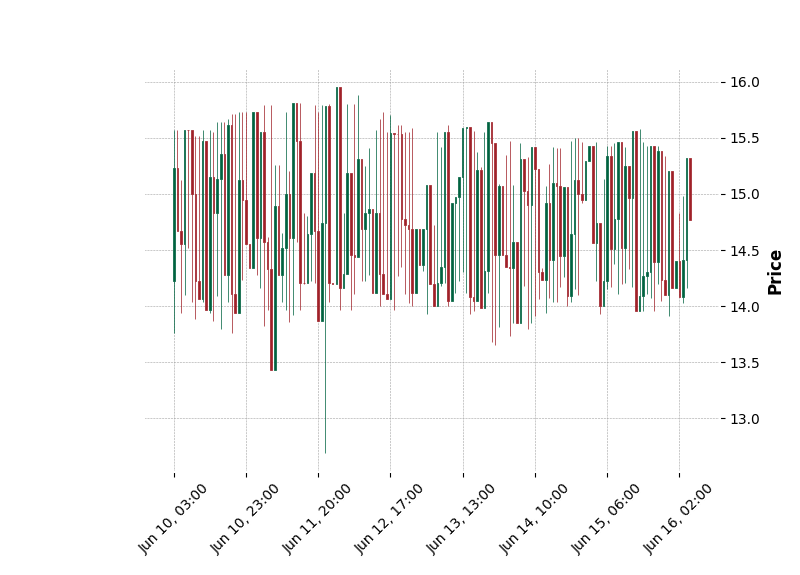 16.0
15.5
15.0
14.5
14.0
13.5
13.0
Price
Jun 10, 03:00
Jun 10, 23:00
Jun 11, 20:00
Jun 12, 17:00
Jun 13, 13:00
Jun 14, 10:00
Jun 15, 06:00
Jun 16, 02:00